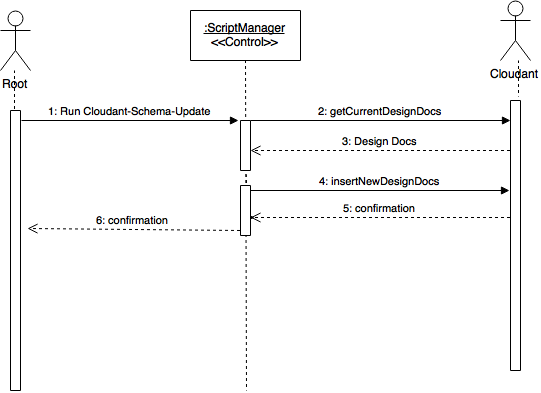 :ScriptManager
<<Control>>
Root
Cloudant
1: Run Cloudant-Schema-Update
2: getCurrentDesignDocs
3: Design Docs
4: insertNewDesignDocs
5: confirmation
6: confirmation